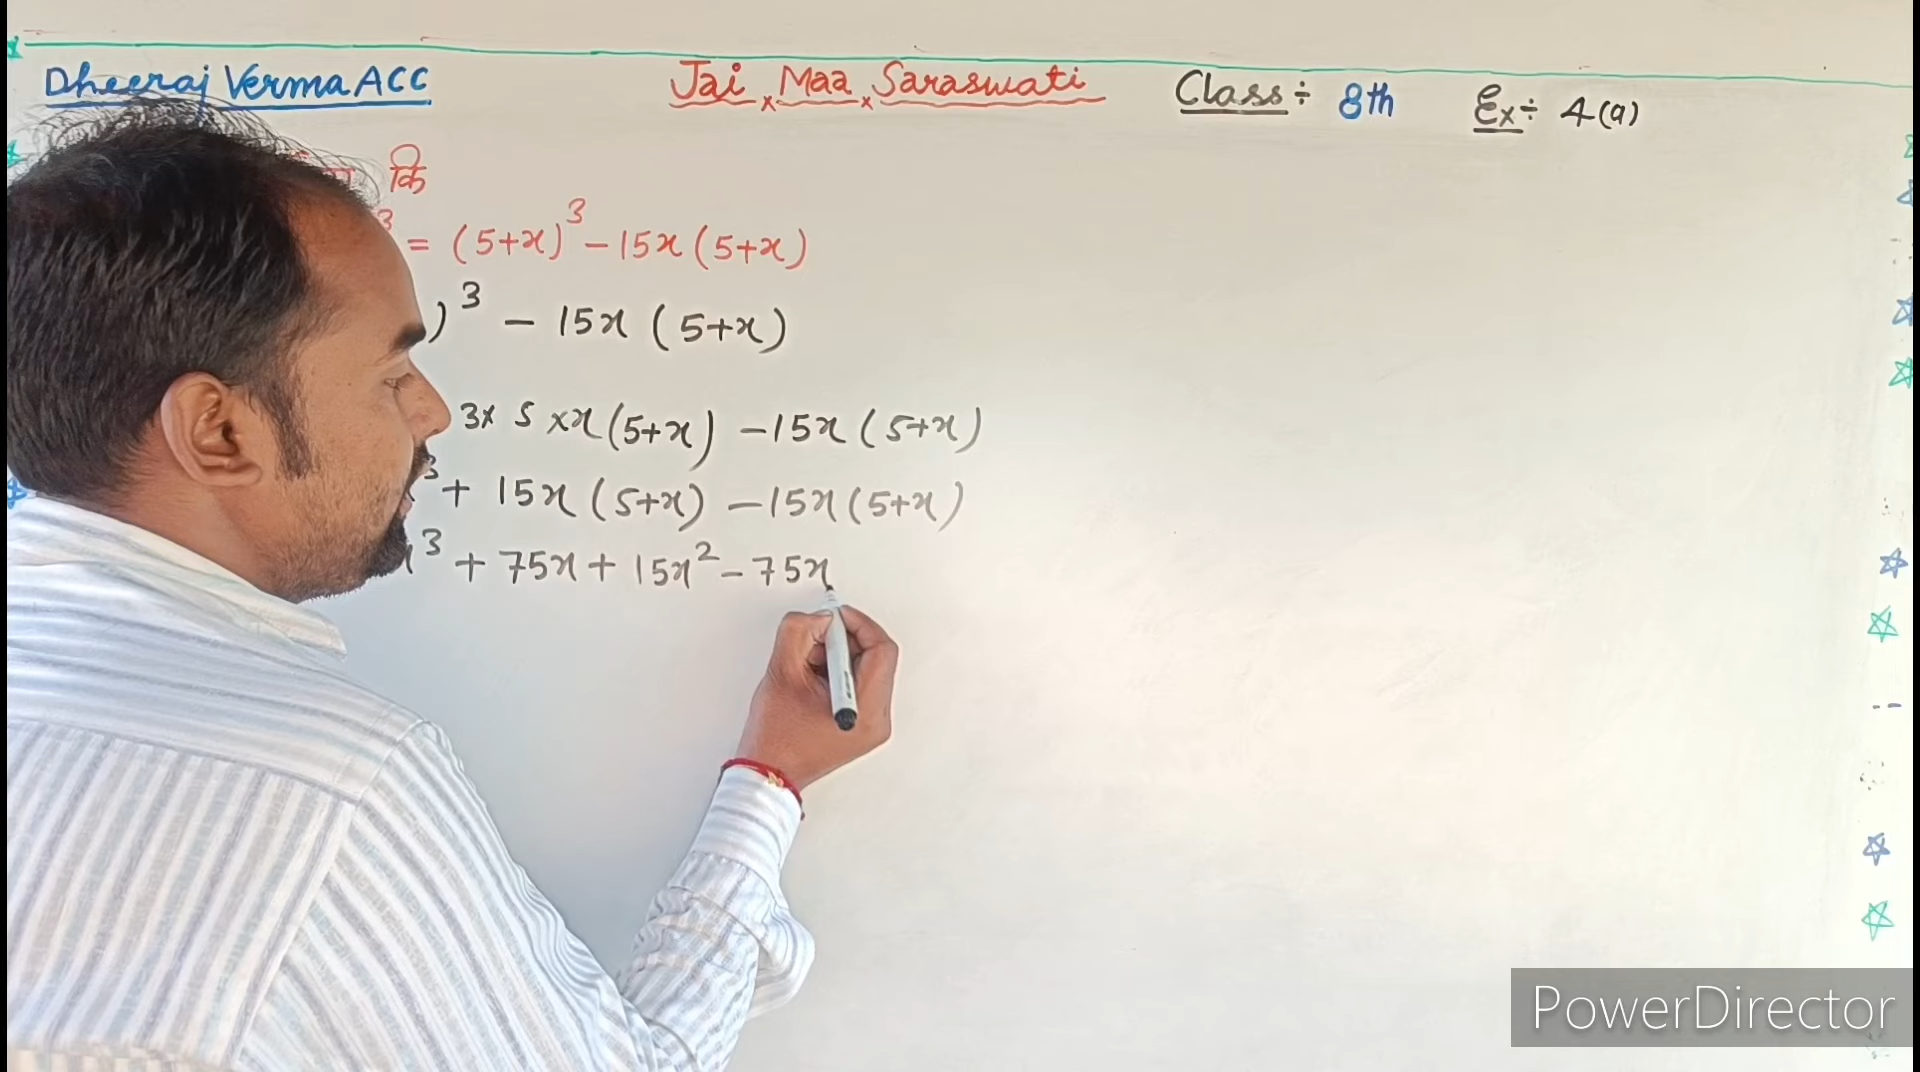 Dheeraj Verma ACC Jai x Maa x Saraswati Class ÷ 8th Ex ÷ 4(a)
कि
3 = (5+x)³ - 15x (5+x)
)³ - 15x (5+x)
3x 5 xx (5+x) - 15x (5+x)
3 + 15x (5+x) - 15x (5+x)
x³ + 75x + 15x² - 75x
PowerDirector